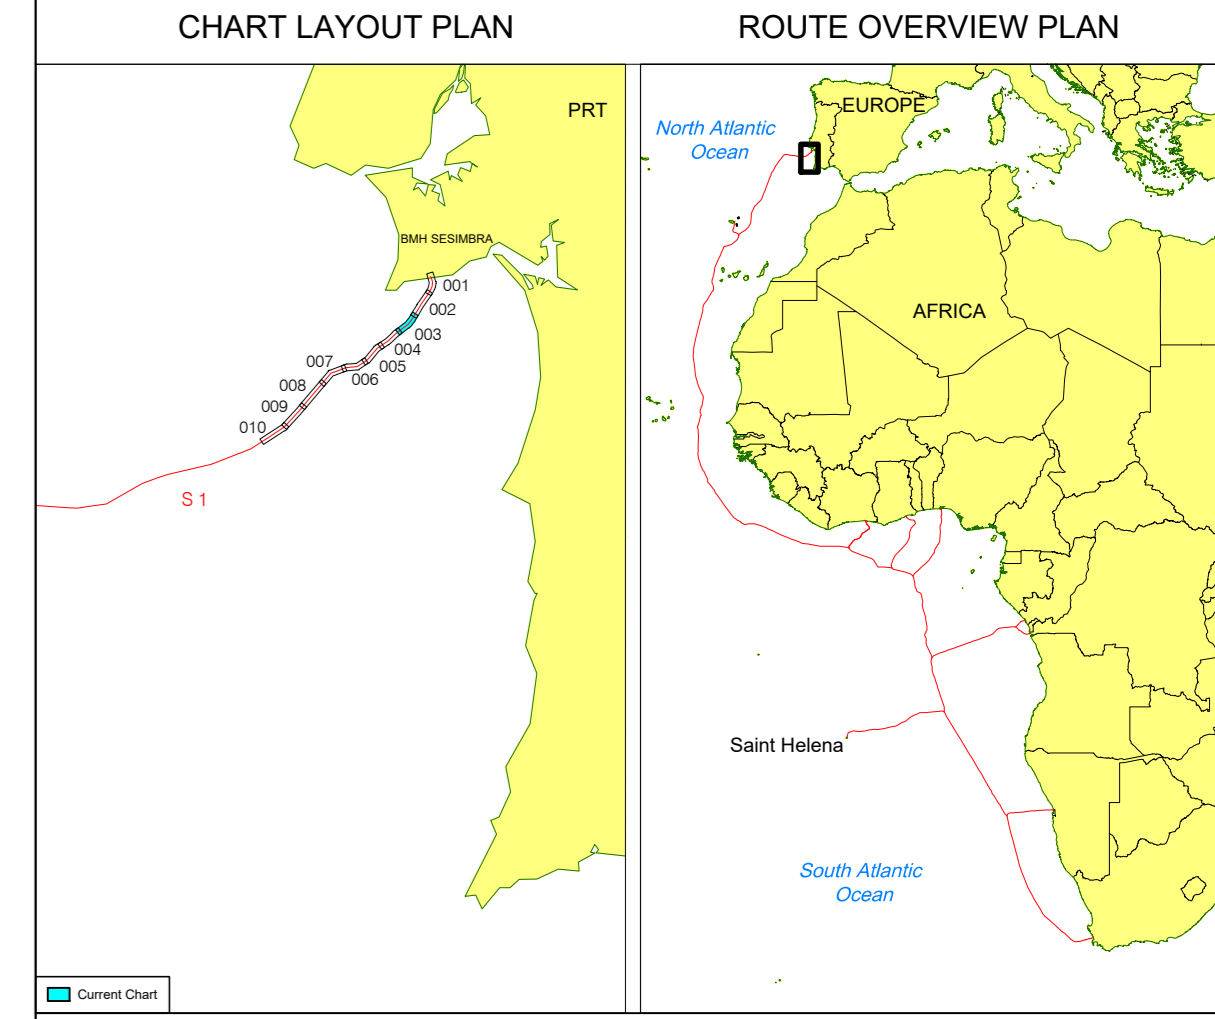 CHART LAYOUT PLAN
PRT
BMH SESIMBRA
001
002
003
004
005
006
007
008
009
010
S 1
Current Chart
ROUTE OVERVIEW PLAN
North Atlantic
Ocean
EUROPE
AFRICA
Saint Helena
South Atlantic
Ocean